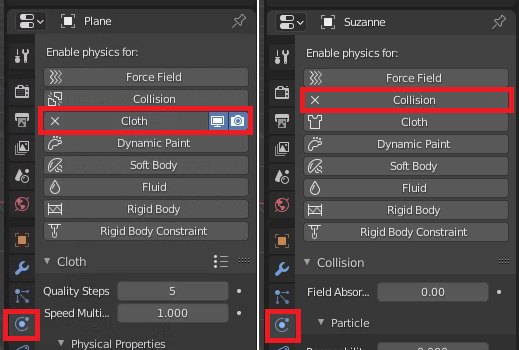 Plane
Enable physics for:
Force Field
Collision
Cloth
Dynamic Paint
Soft Body
Fluid
Rigid Body
Rigid Body Constraint
Cloth
Quality Steps 5
Speed Multi... 1.000
Physical Properties
Suzanne
Enable physics for:
Force Field
Collision
Cloth
Dynamic Paint
Soft Body
Fluid
Rigid Body
Rigid Body Constraint
Collision
Field Absor... 0.00
Particle